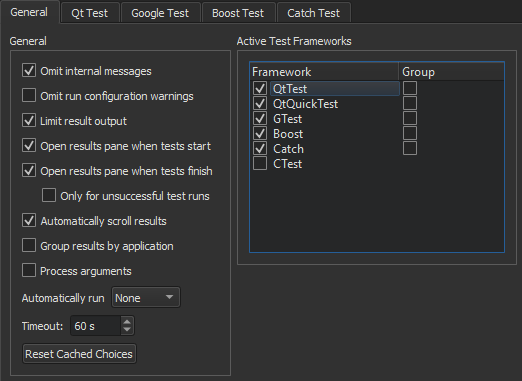 General
Qt Test
Google Test
Boost Test
Catch Test
General
Omit internal messages
Omit run configuration warnings
Limit result output
Open results pane when tests start
Open results pane when tests finish
Only for unsuccessful test runs
Automatically scroll results
Group results by application
Process arguments
Automatically run None
Timeout: 60 s
Reset Cached Choices
Active Test Frameworks
Framework Group
QtTest
QtQuickTest
GTest
Boost
Catch
CTest